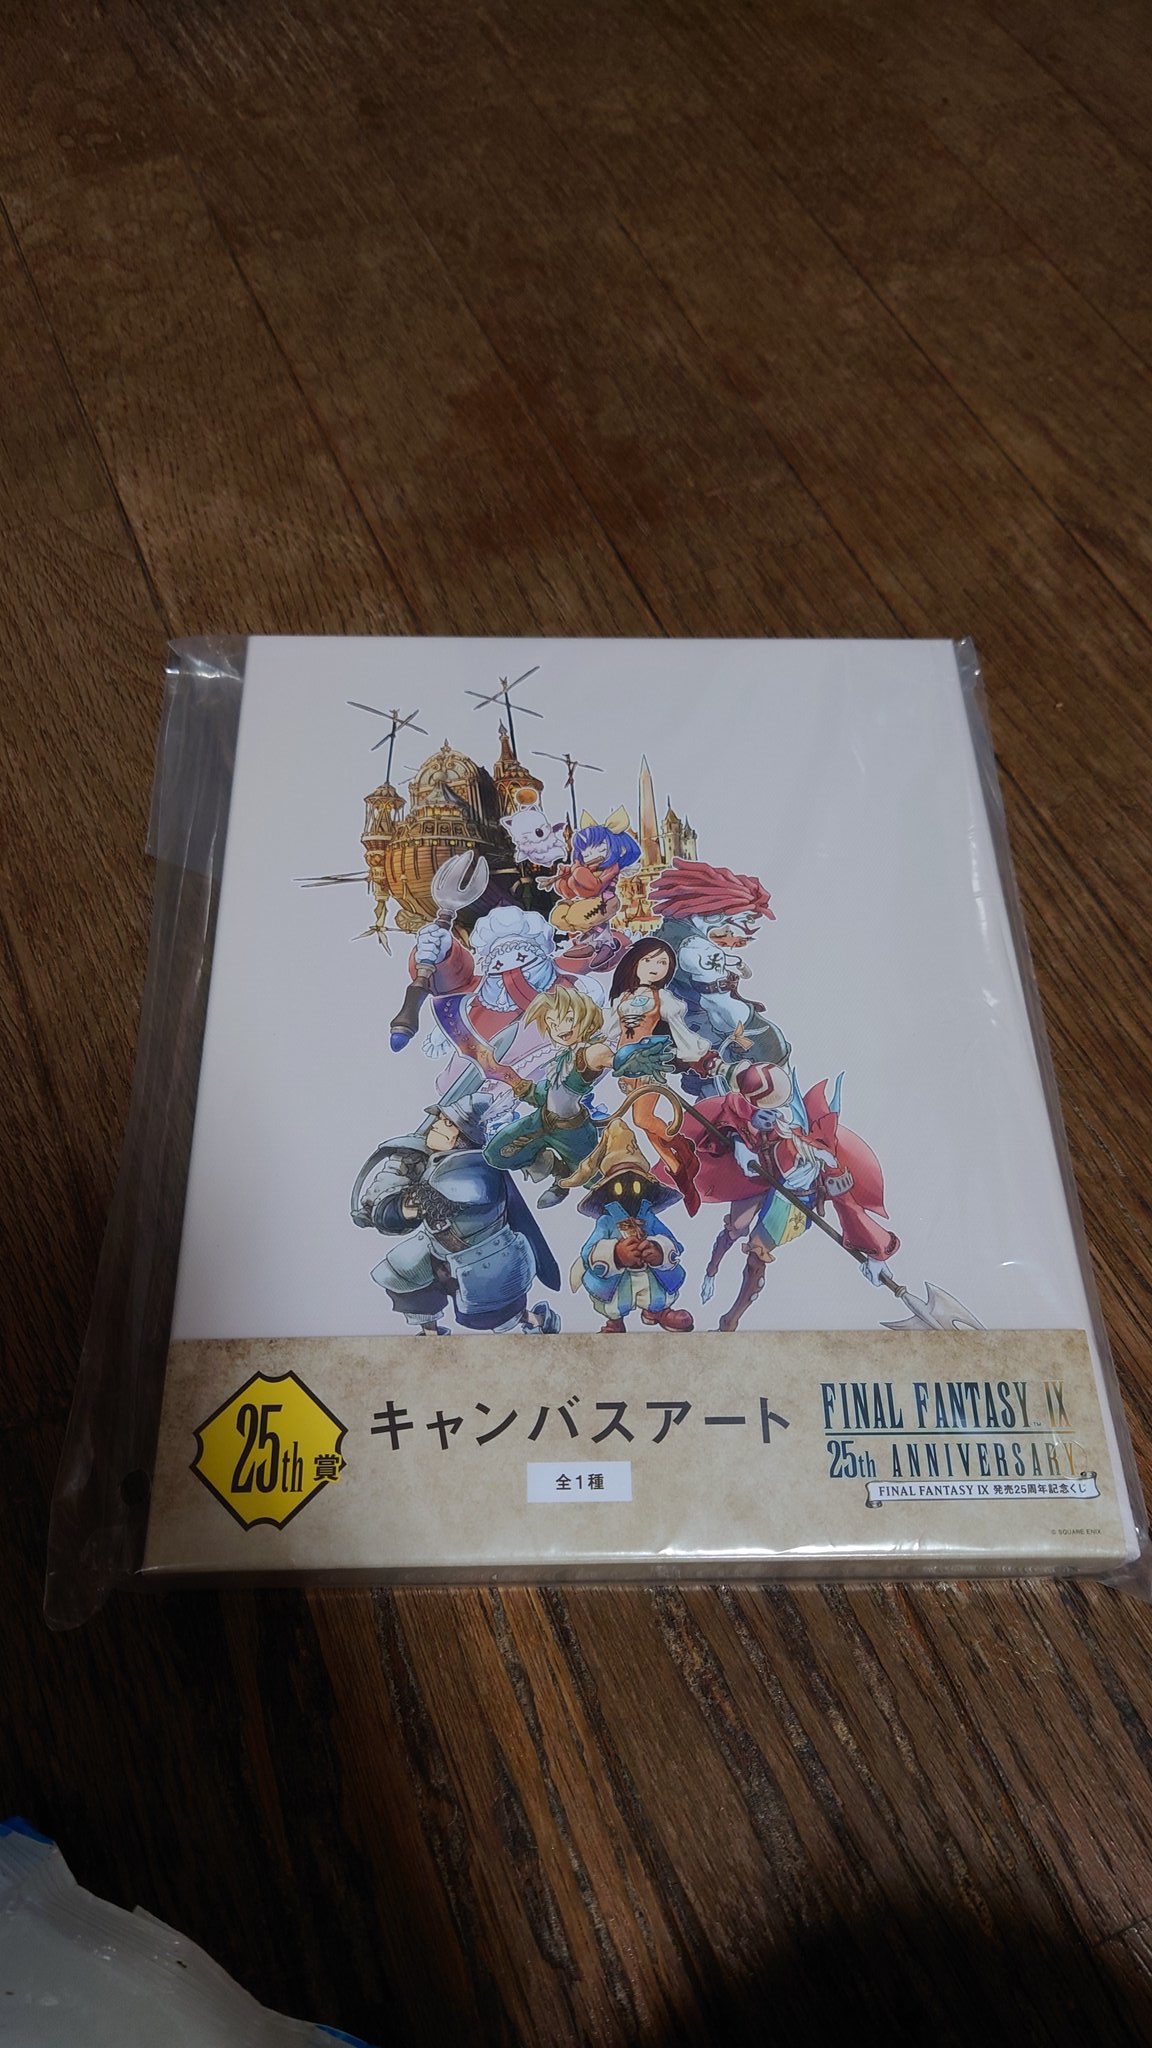 25th賞
キャンバスアート
全1種
FINAL FANTASY IX
25th ANNIVERSARY
FINAL FANTASY IX 発売25周年記念くじ
© SQUARE ENIX